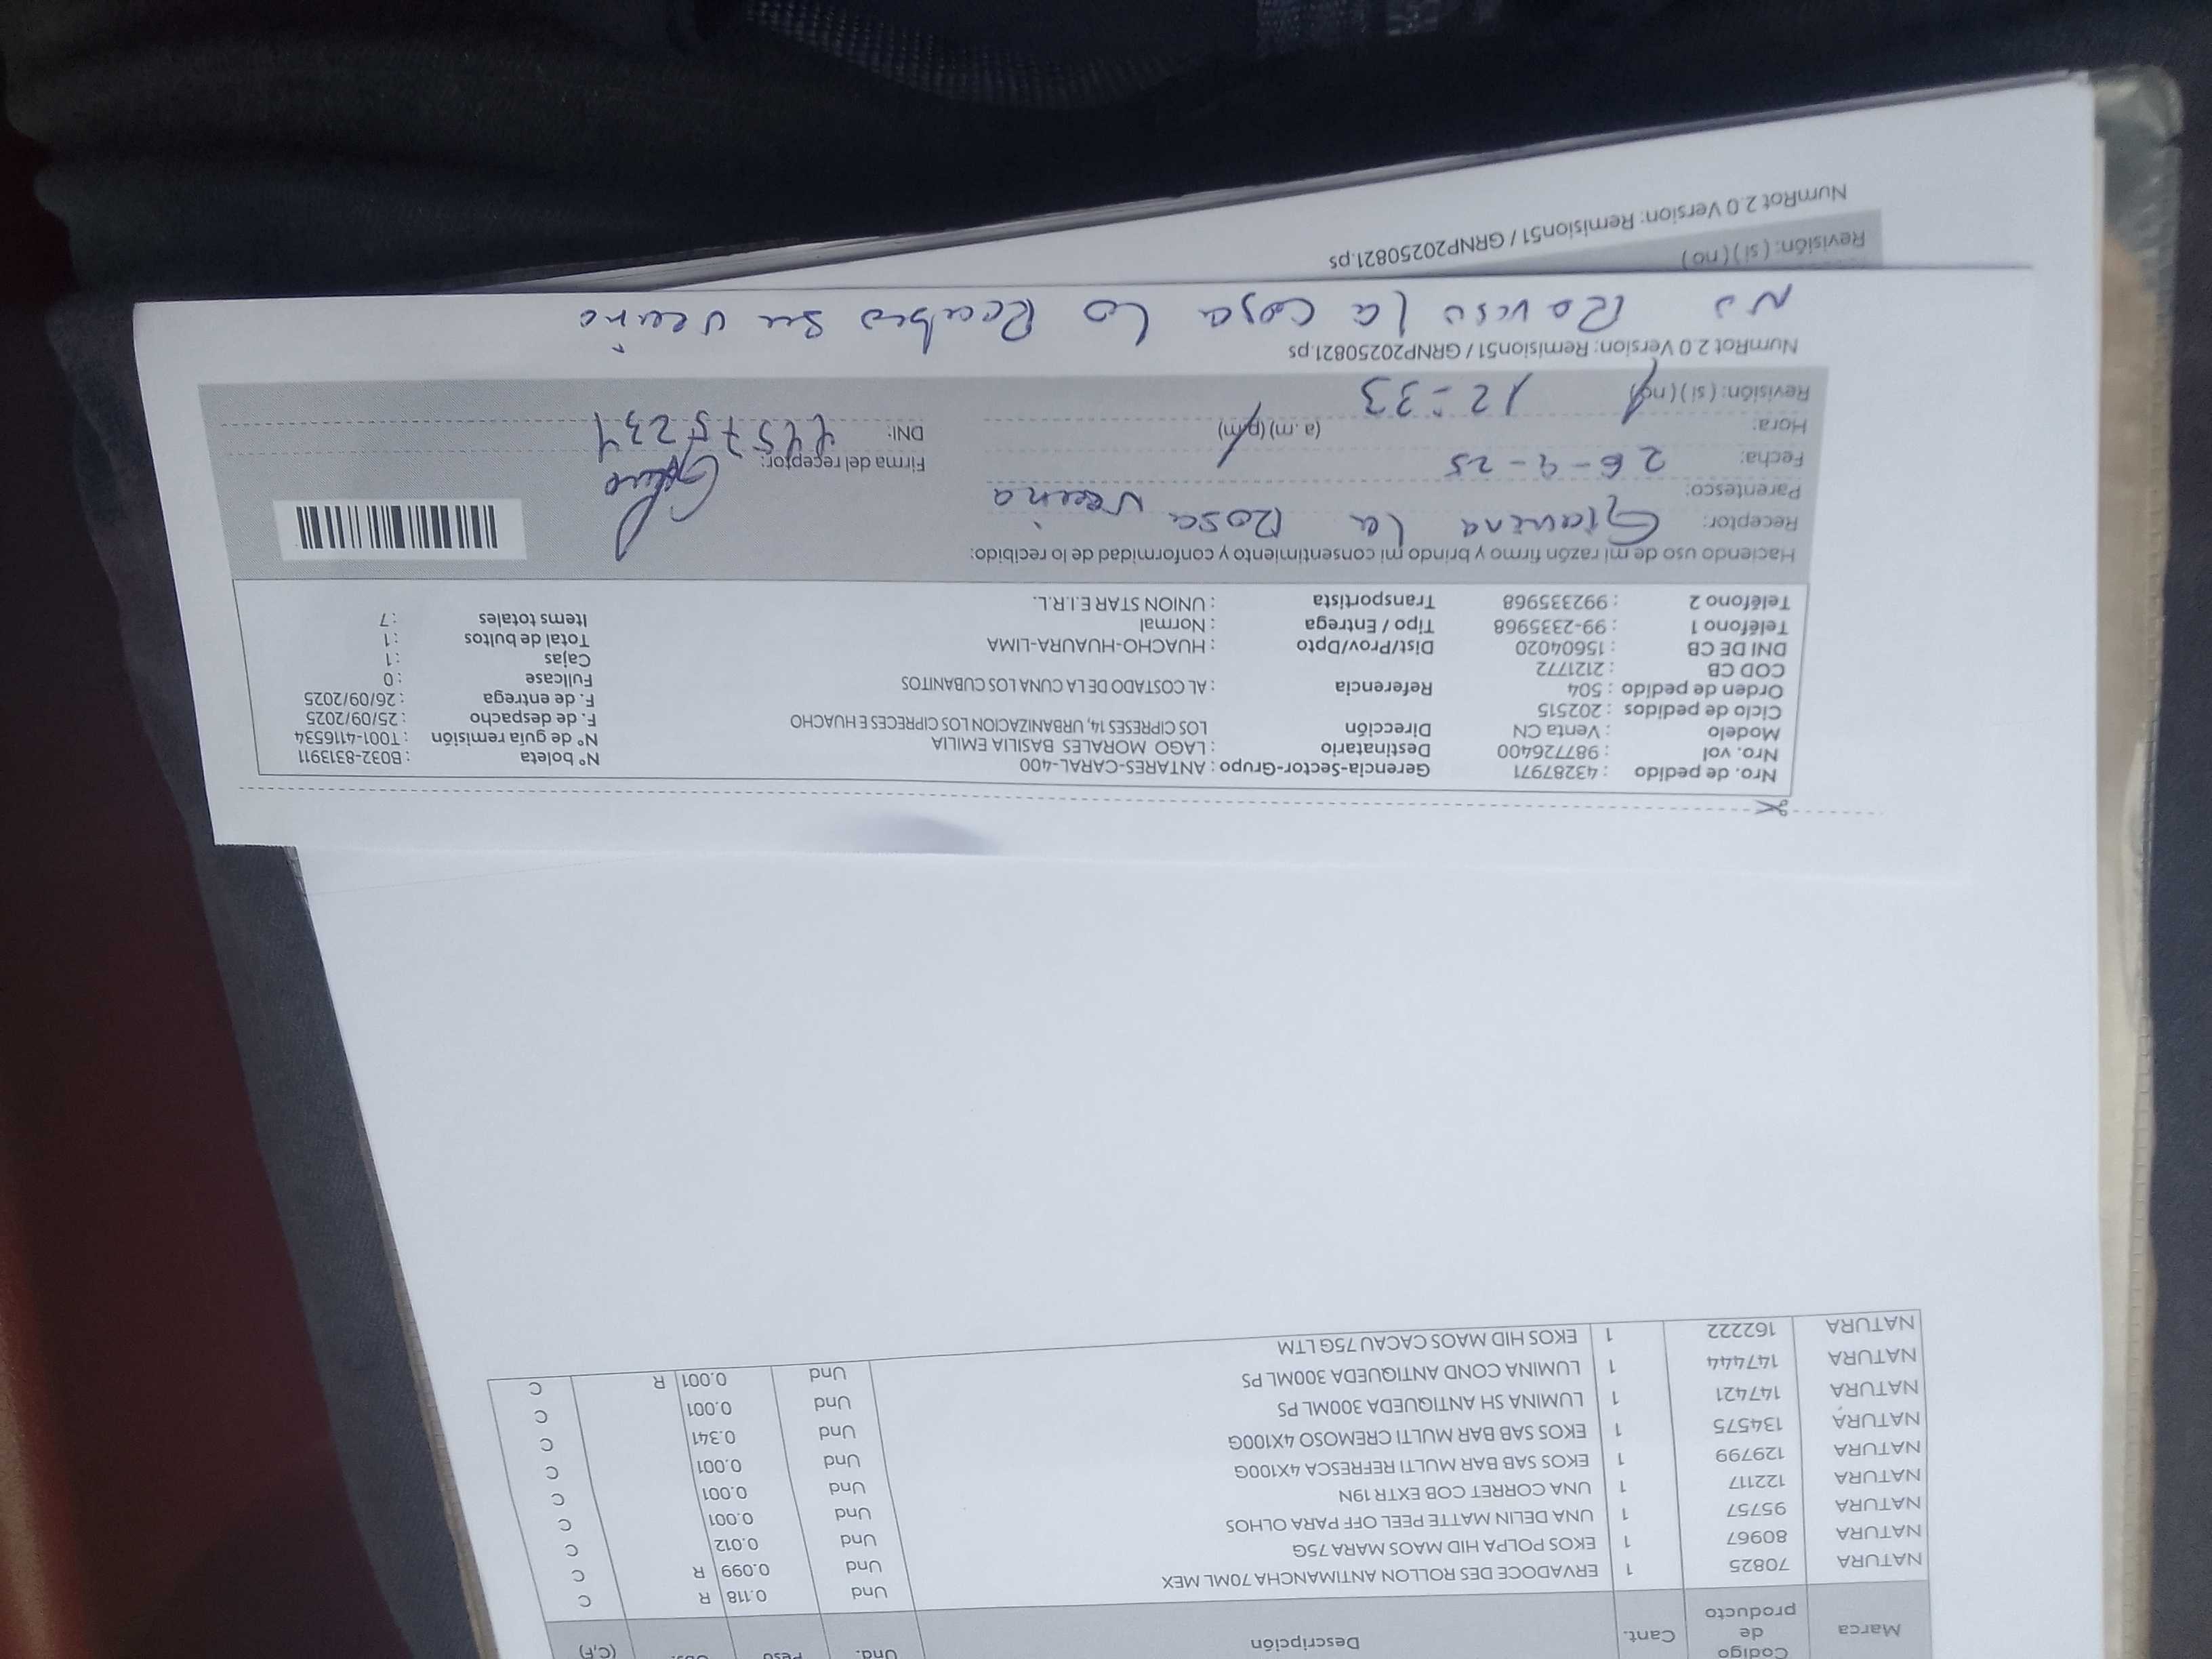 Marca Codigo de producto Cant. Descripción Und. Peso (C,F)
NATURA 70825 1 ERVADOCE DES ROLLON ANTIMANCHA 70ML MEX Und 0.118 R C
NATURA 80967 1 EKOS POLPA HID MAOS MARA 75G Und 0.099 R C
NATURA 95757 1 UNA DELIN MATTE PEEL OFF PARA OLHOS Und 0.012 C
NATURA 122117 1 UNA CORRET COB EXTR 19N Und 0.001 C
NATURA 129799 1 EKOS SAB BAR MULTI REFRESCA 4X100G Und 0.001 C
NATURA 134575 1 EKOS SAB BAR MULTI CREMOSO 4X100G Und 0.001 C
NATURA 147421 1 LUMINA SH ANTIQUEDA 300ML PS Und 0.341 C
NATURA 147444 1 LUMINA COND ANTIQUEDA 300ML PS Und 0.001 C
NATURA 162222 1 EKOS HID MAOS CACAU 75G LTM Und 0.001 R C
Nro. de pedido : 43287971 Gerencia-Sector-Grupo : ANTARES-CARAL-400 N° boleta : B032-8313911
Nro. vol : 987726400 Destinatario : LAGO MORALES BASILIA EMILIA N° de guía remisión : T001-4116534
Modelo : Venta CN Dirección LOS CIPRESES 14, URBANIZACION LOS CIPRECES E HUACHO F. de despacho : 25/09/2025
Ciclo de pedidos : 202515 F. de entrega : 26/09/2025
Orden de pedido : 504 Referencia : AL COSTADO DE LA CUNA LOS CUBANITOS Fullcase : 0
COD CB : 2121772 Cajas : 1
DNI DE CB : 15604020 Dist/Prov/Dpto : HUACHO-HUAURA-LIMA Total de bultos : 1
Teléfono 1 : 99-2335968 Tipo / Entrega : Normal Items totales : 7
Teléfono 2 : 992335968 Transportista : UNION STAR E.I.R.L.
Haciendo uso de mi razón firmo y brindo mi consentimiento y conformidad de lo recibido:
Receptor: la Rosa vecina
Parentesco: Firma del receptor:
Fecha: 26-9-25
Hora: 12:33 (a.m) (p.m) DNI:
Revisión: ( si ) ( no )
NumRot 2.0 Version: Remision51 / GRNP20250821.ps
No la Lo su
Revisión: ( si ) ( no )
NumRot 2.0 Version: Remision51 / GRNP20250821.ps